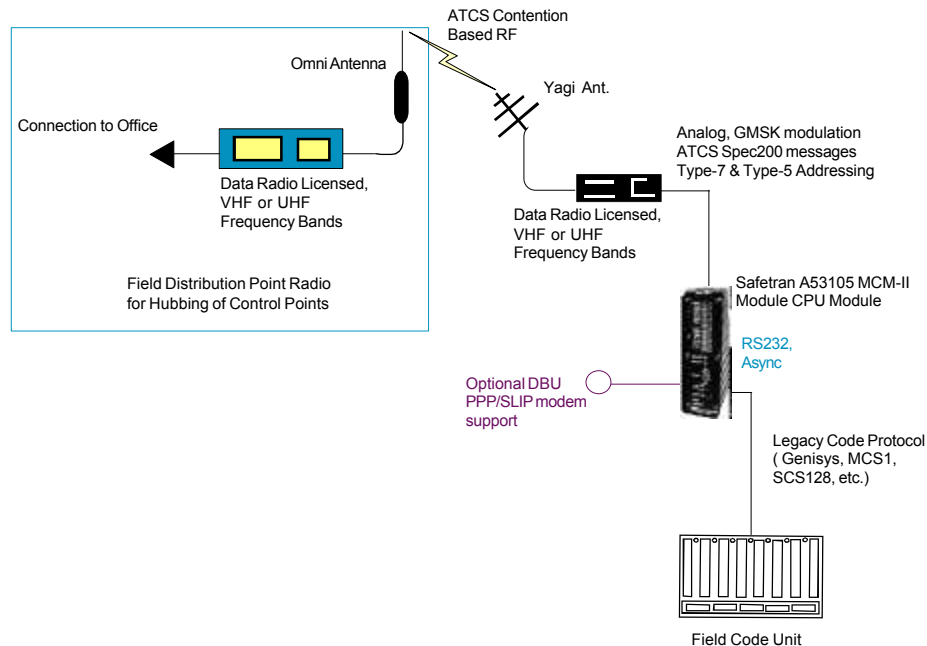 ATCS Contention
Based RF
Omni Antenna
Yagi Ant.
Connection to Office
Analog, GMSK modulation
ATCS Spec200 messages
Type-7 & Type-5 Addressing
Data Radio Licensed,
VHF or UHF
Frequency Bands
Data Radio Licensed,
VHF or UHF
Frequency Bands
Field Distribution Point Radio
for Hubbing of Control Points
Safetran A53105 MCM-II
Module CPU Module
RS232,
Async
Optional DBU
PPP/SLIP modem
support
Legacy Code Protocol
( Genisys, MCS1,
SCS128, etc.)
Field Code Unit